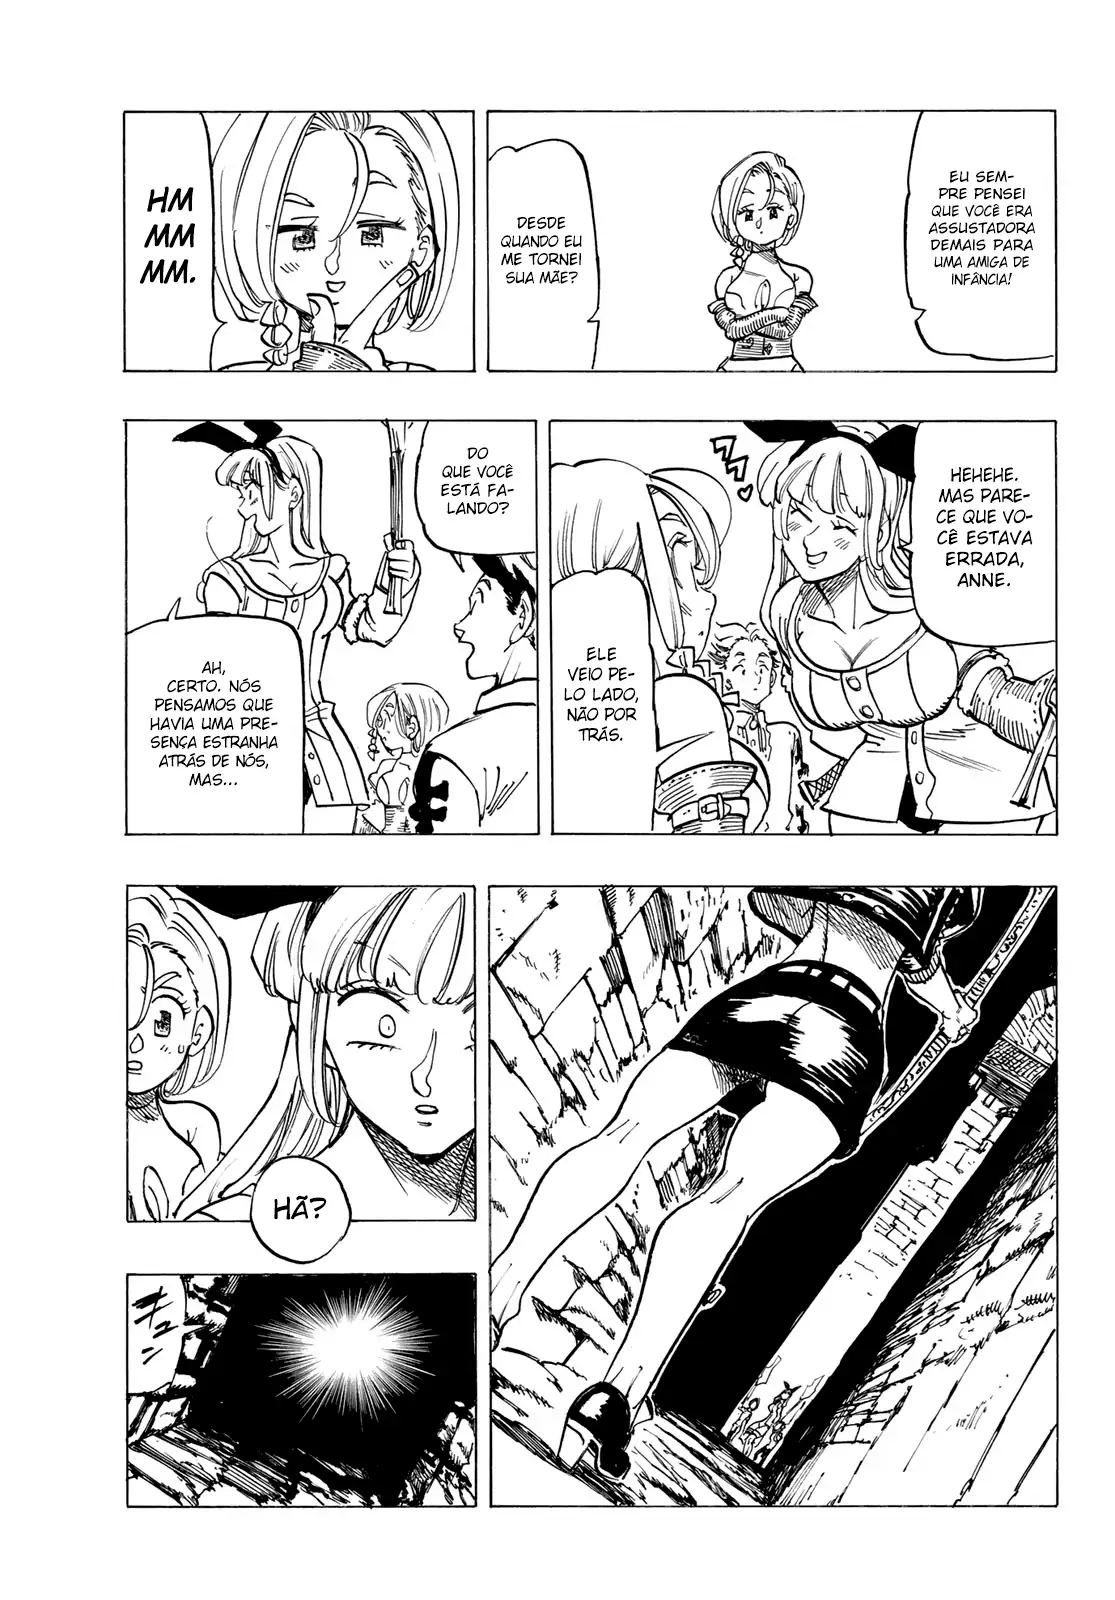 EU SEM-
PRE PENSEI
QUE VOCÊ ERA
ASSUSTADORA
DEMAIS PARA
UMA AMIGA DE
INFÂNCIA!
DESDE
QUANDO EU
ME TORNEI
SUA MÃE?
HM
MM
MM.
HEHEHE.
MAS PARE-
CE QUE VO-
CÊ ESTAVA
ERRADA,
ANNE.
ELE
VEIO PE-
LO LADO,
NÃO POR
TRÁS.
DO
QUE VOCÊ
ESTÁ FA-
LANDO?
AH,
CERTO. NÓS
PENSAMOS QUE
HAVIA UMA PRE-
SENÇA ESTRANHA
ATRÁS DE NÓS,
MAS...
HÃ?